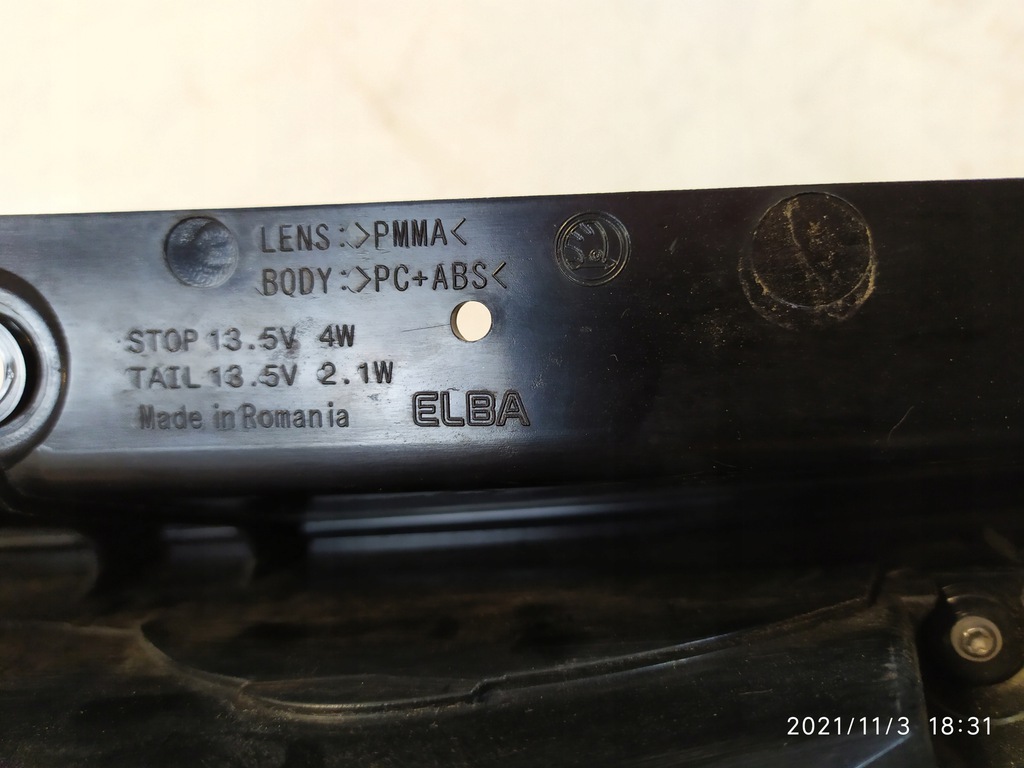 LENS:>PMMA<
BODY:>PC+ABS<
STOP 13.5V 4W
TAIL 13.5V 2.1W
Made in Romania
ELBA
2021/11/3 18:31